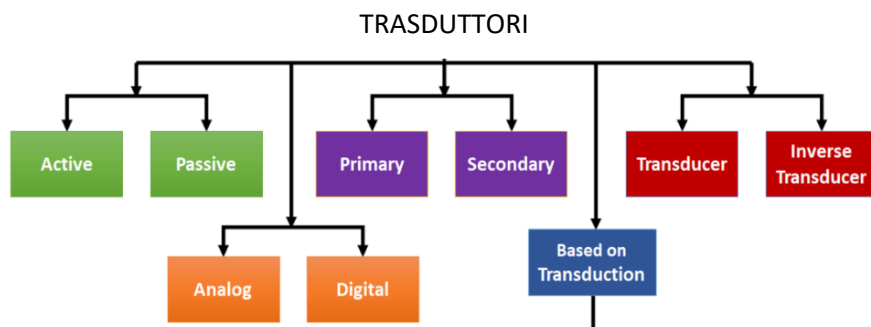 TRASDUTTORI
Active
Passive
Primary
Secondary
Transducer
Inverse
Transducer
Analog
Digital
Based on
Transduction